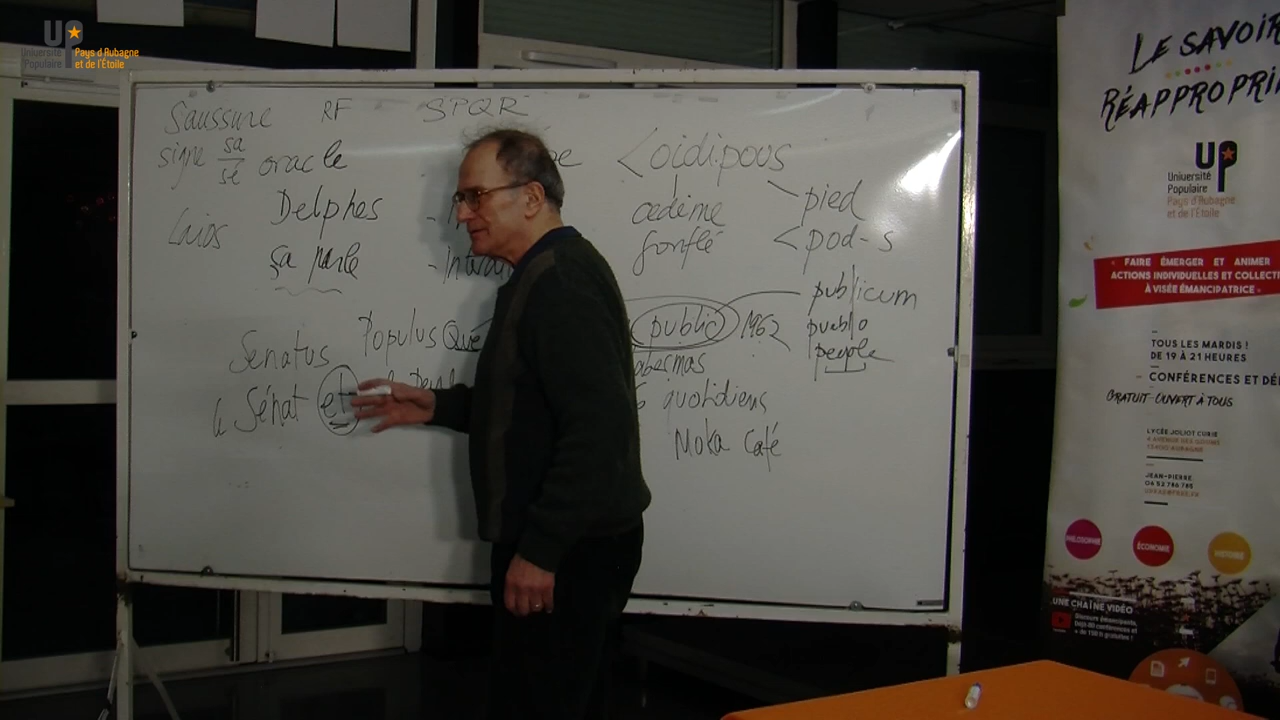 UP
Université
Populaire
Pays d'Aubagne
et de l'Étoile
Saussure RF SPQR
signe sa
sé
oracle
< oidipous
Laios
Delphes
œdème
pied
gonflé
< pod-s
ça parle
publicum
Populus Que
public
1962
pueblo
people
Senatus
Sénat et
quotidiens
Moka Café
LE SAVOIR
RÉAPPROPRI
UP
Université
Populaire
Pays d'Aubagne
et de l'Étoile
FAIRE ÉMERGER ET ANIMER
ACTIONS INDIVIDUELLES ET COLLECTI
À VISÉE ÉMANCIPATRICE
TOUS LES MARDIS !
DE 19 À 21 HEURES
CONFÉRENCES ET DÉ
GRATUIT - OUVERT À TOUS
LYCÉE JOLIOT CURIE
JEAN-PIERRE
PHILOSOPHIE
ÉCONOMIE
HISTOIRE
UNE CHAÎNE VIDÉO